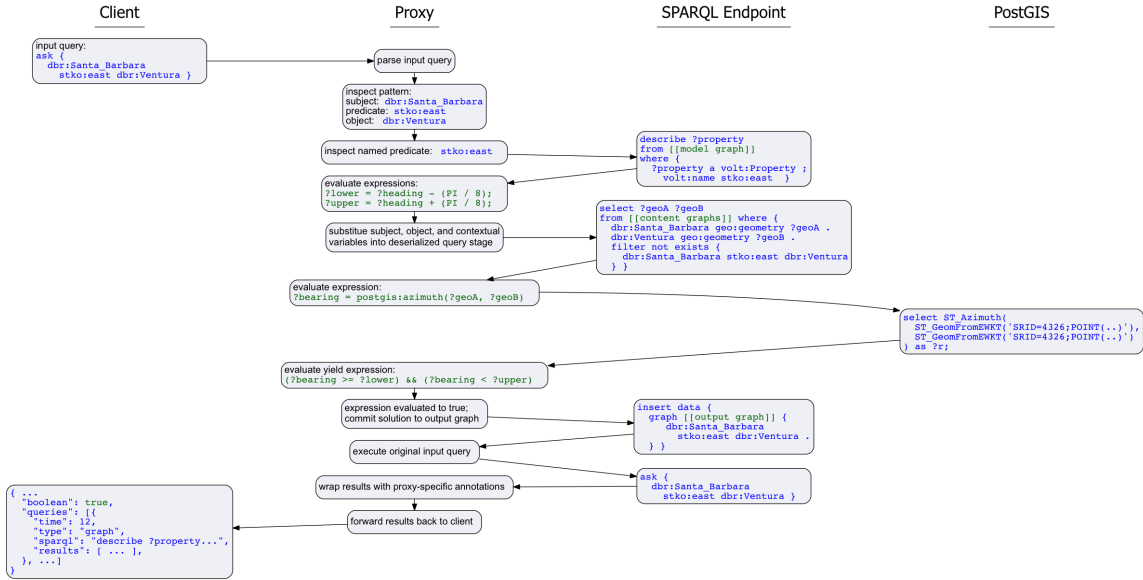 Client
Proxy
SPARQL Endpoint
PostGIS
input query:
ask {
dbr:Santa_Barbara
stko:east dbr:Ventura }
parse input query
inspect pattern:
subject: dbr:Santa_Barbara
predicate: stko:east
object: dbr:Ventura
inspect named predicate: stko:east
describe ?property
from [[model graph]]
where {
?property a volt:Property ;
volt:name stko:east }
evaluate expressions:
?lower = ?heading - (PI / 8);
?upper = ?heading + (PI / 8);
substitue subject, object, and contextual
variables into deserialized query stage
select ?geoA ?geoB
from [[content graphs]] where {
dbr:Santa_Barbara geo:geometry ?geoA .
dbr:Ventura geo:geometry ?geoB .
filter not exists {
dbr:Santa_Barbara stko:east dbr:Ventura
} }
evaluate expression:
?bearing = postgis:azimuth(?geoA, ?geoB)
select ST_Azimuth(
ST_GeomFromEWKT('SRID=4326;POINT(..)'),
ST_GeomFromEWKT('SRID=4326;POINT(..)')
) as ?r;
evaluate yield expression:
(?bearing >= ?lower) && (?bearing < ?upper)
expression evaluated to true;
commit solution to output graph
insert data {
graph [[output graph]] {
dbr:Santa_Barbara
stko:east dbr:Ventura .
} }
execute original input query
ask {
dbr:Santa_Barbara
stko:east dbr:Ventura }
wrap results with proxy-specific annotations
forward results back to client
{ ...
"boolean": true,
"queries": [{
"time": 12,
"type": "graph",
"sparql": "describe ?property...",
"results": [ ... ],
}, ...]
}